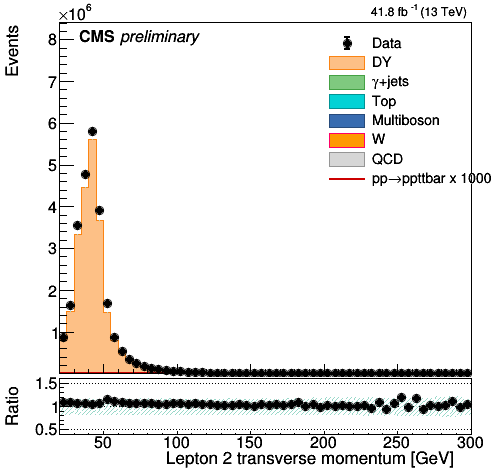 ×10⁶
41.8 fb⁻¹ (13 TeV)
CMS preliminary
Events
8
7
6
5
4
3
2
1
Data
DY
γ+jets
Top
Multiboson
W
QCD
pp→ppttbar x 1000
Ratio
1.5
1
0.5
50 100 150 200 250 300
Lepton 2 transverse momentum [GeV]